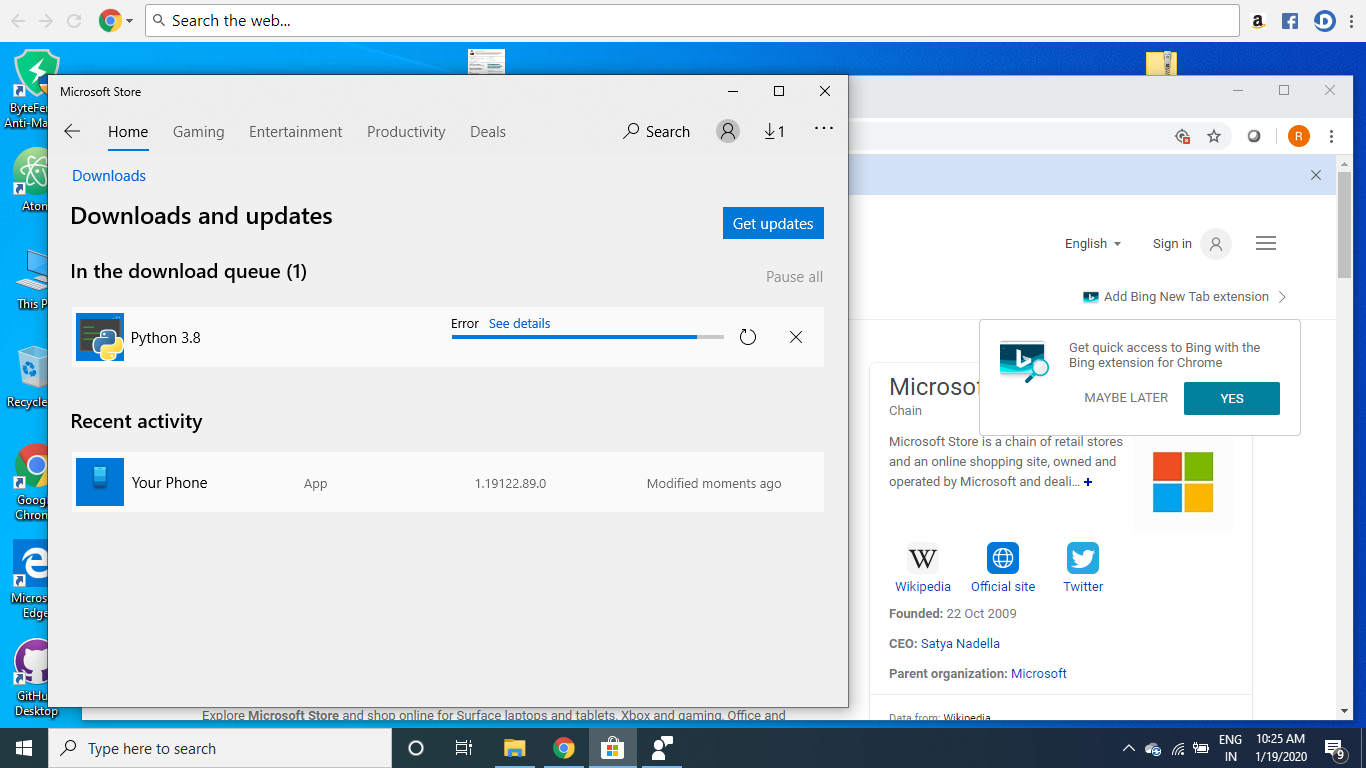 Search the web...
a
ByteFen
Anti-Ma
Atom
This P
Recycle
Goog
Chron
Micros
Edge
GitHu
Desktop
Microsoft Store
Home
Gaming
Entertainment
Productivity
Deals
Search
1
Downloads
Downloads and updates
Get updates
In the download queue (1)
Pause all
Python 3.8
Error See details
Recent activity
Your Phone
App
1.19122.89.0
Modified moments ago
R
English
Sign in
Add Bing New Tab extension
Get quick access to Bing with the
Bing extension for Chrome
MAYBE LATER
YES
Microsof
Chain
Microsoft Store is a chain of retail stores
and an online shopping site, owned and
operated by Microsoft and deali... +
W
Wikipedia
Official site
Twitter
Founded: 22 Oct 2009
CEO: Satya Nadella
Parent organization: Microsoft
Data from: Wikipedia
Explore Microsoft Store and shop online for Surface laptops and tablets, Xbox and gaming, Office and
Type here to search
ENG
IN
10:25 AM
1/19/2020
9